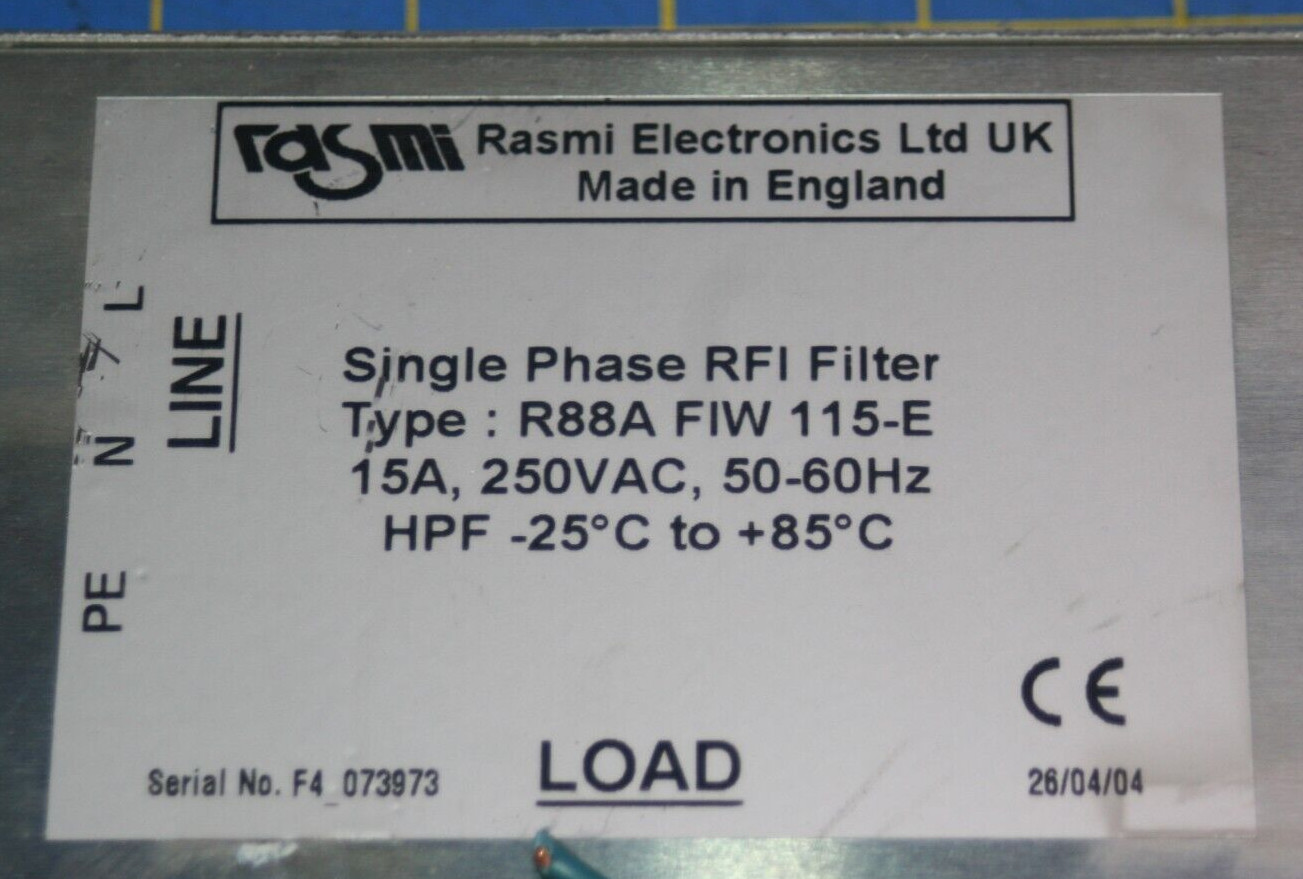 rasmi Rasmi Electronics Ltd UK
Made in England
L
N
PE
LINE
Single Phase RFI Filter
Type : R88A FIW 115-E
15A, 250VAC, 50-60Hz
HPF -25°C to +85°C
CE
LOAD
Serial No. F4_073973
26/04/04